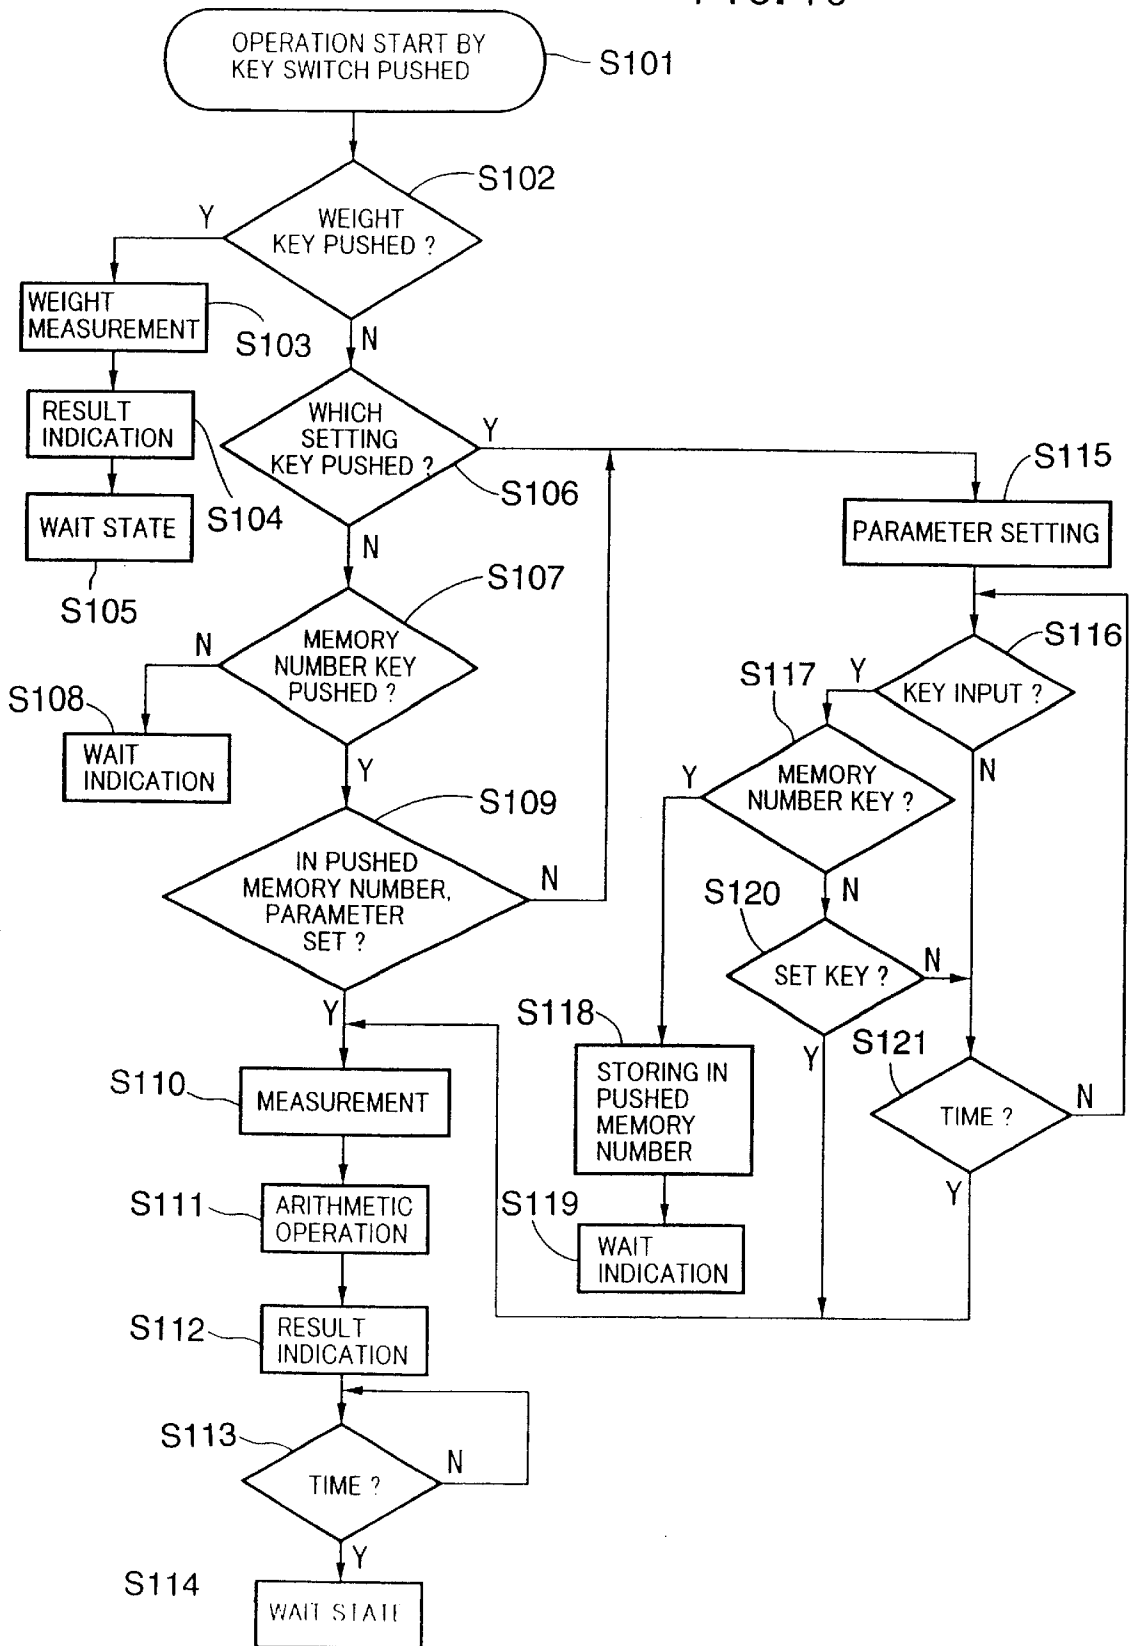 OPERATION START BY
KEY SWITCH PUSHED
S101
S102
WEIGHT
KEY PUSHED ?
Y
N
WEIGHT
MEASUREMENT
S103
RESULT
INDICATION
S104
WAIT STATE
S105
WHICH
SETTING
KEY PUSHED ?
Y
S106
N
S107
MEMORY
NUMBER KEY
PUSHED ?
N
S108
WAIT
INDICATION
Y
S109
IN PUSHED
MEMORY NUMBER,
PARAMETER
SET ?
N
Y
S110
MEASUREMENT
S111
ARITHMETIC
OPERATION
S112
RESULT
INDICATION
S113
TIME ?
N
Y
S114
WAIT STATE
S115
PARAMETER SETTING
S116
KEY INPUT ?
Y
N
S117
MEMORY
NUMBER KEY ?
Y
N
S120
SET KEY ?
N
Y
S118
STORING IN
PUSHED
MEMORY
NUMBER
S119
WAIT
INDICATION
S121
TIME ?
N
Y